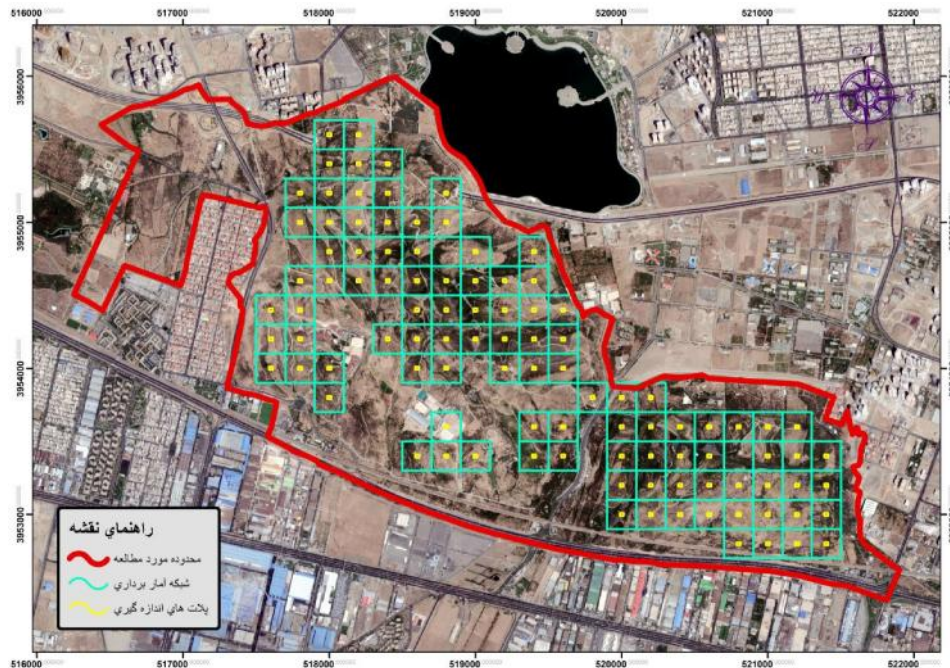 516000 517000 518000 519000 520000 521000 522000
3956000
3955000
3954000
3953000
راهنماي نقشه
محدوده مورد مطالعه
شبکه آمار برداري
پلات هاي اندازه گيري
516000 517000 518000 519000 520000 521000 522000